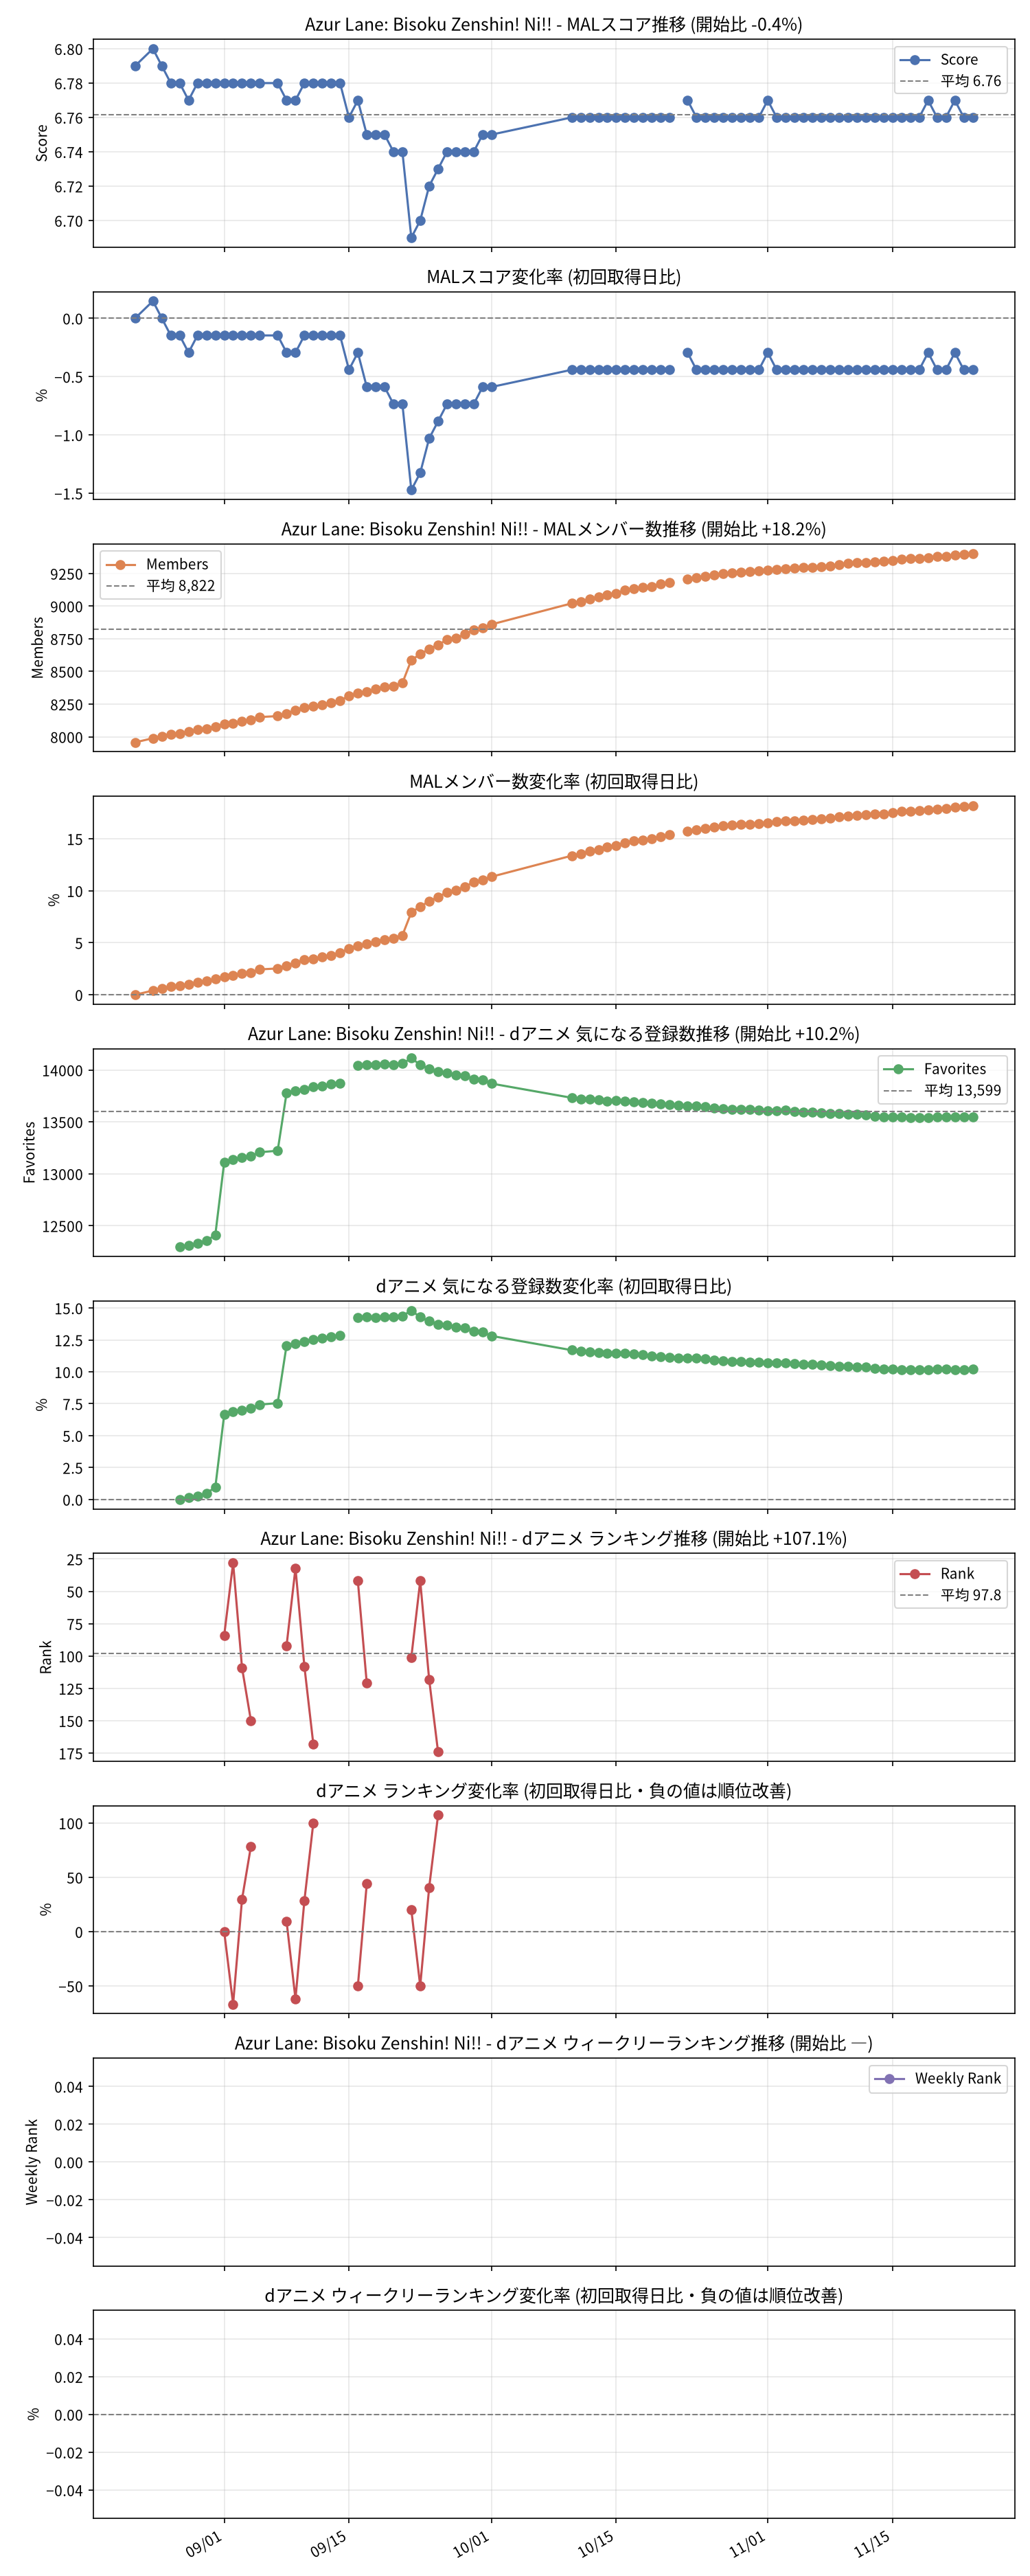 Azur Lane: Bisoku Zenshin! Ni!! - MALスコア推移 (開始比 -0.4%)
6.80
6.78
6.76
6.74
6.72
6.70
Score
Score
平均 6.76
MALスコア変化率 (初回取得日比)
0.0
−0.5
−1.0
−1.5
%
Azur Lane: Bisoku Zenshin! Ni!! - MALメンバー数推移 (開始比 +18.2%)
9250
9000
8750
8500
8250
8000
Members
Members
平均 8,822
MALメンバー数変化率 (初回取得日比)
15
10
5
0
%
Azur Lane: Bisoku Zenshin! Ni!! - dアニメ 気になる登録数推移 (開始比 +10.2%)
14000
13500
13000
12500
Favorites
Favorites
平均 13,599
dアニメ 気になる登録数変化率 (初回取得日比)
15.0
12.5
10.0
7.5
5.0
2.5
0.0
%
Azur Lane: Bisoku Zenshin! Ni!! - dアニメ ランキング推移 (開始比 +107.1%)
25
50
75
100
125
150
175
Rank
Rank
平均 97.8
dアニメ ランキング変化率 (初回取得日比・負の値は順位改善)
100
50
0
−50
%
Azur Lane: Bisoku Zenshin! Ni!! - dアニメ ウィークリーランキング推移 (開始比 —)
0.04
0.02
0.00
−0.02
−0.04
Weekly Rank
Weekly Rank
dアニメ ウィークリーランキング変化率 (初回取得日比・負の値は順位改善)
0.04
0.02
0.00
−0.02
−0.04
%
09/01
09/15
10/01
10/15
11/01
11/15